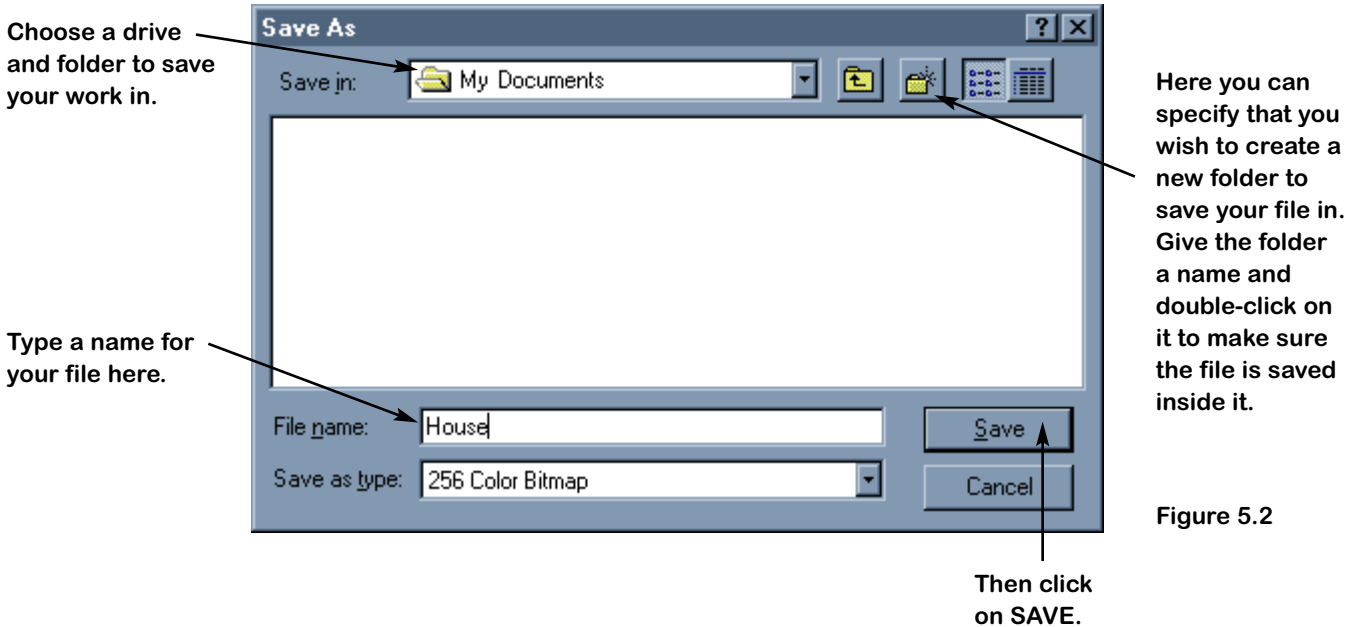 Save As
Choose a drive
and folder to save
your work in.
Save in:
My Documents
Here you can
specify that you
wish to create a
new folder to
save your file in.
Give the folder
a name and
double-click on
it to make sure
the file is saved
inside it.
Type a name for
your file here.
File name:
House
Save
Save as type:
256 Color Bitmap
Cancel
Figure 5.2
Then click
on SAVE.